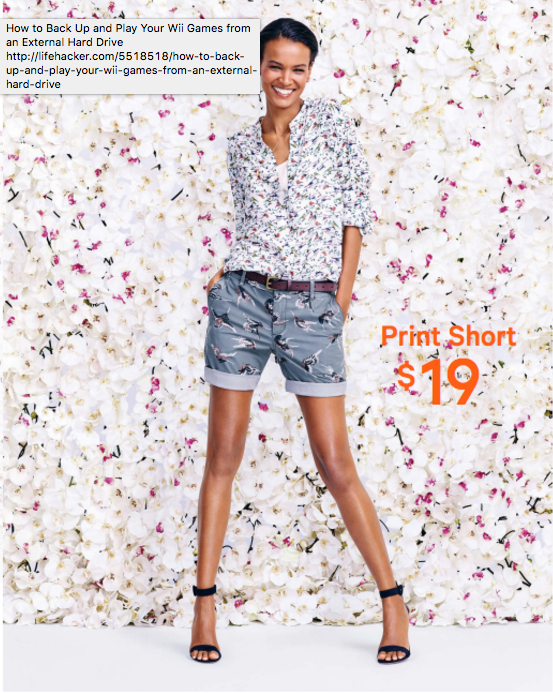 How to Back Up and Play Your Wii Games from
an External Hard Drive
http://lifehacker.com/5518518/how-to-back-
up-and-play-your-wii-games-from-an-external-
hard-drive
Print Short
$19